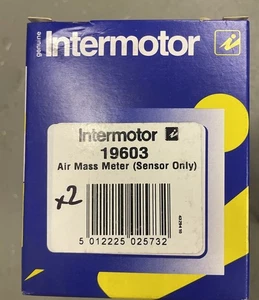 genuine
Intermotor
Intermotor
19603
Air Mass Meter (Sensor Only)
x2
5 012225 025732